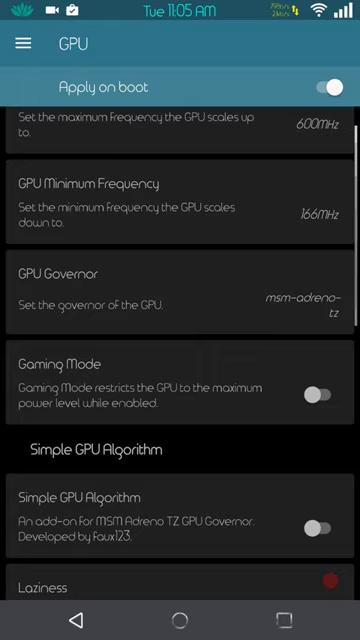 Tue 11:05 AM
GPU
Apply on boot
Set the maximum frequency the GPU scales up
to.
600MHz
GPU Minimum Frequency
Set the minimum frequency the GPU scales
down to.
166MHz
GPU Governor
Set the governor of the GPU.
msm-adreno-
tz
Gaming Mode
Gaming Mode restricts the GPU to the maximum
power level while enabled.
Simple GPU Algorithm
Simple GPU Algorithm
An add-on for MSM Adreno TZ GPU Governor.
Developed by Faux123.
Laziness